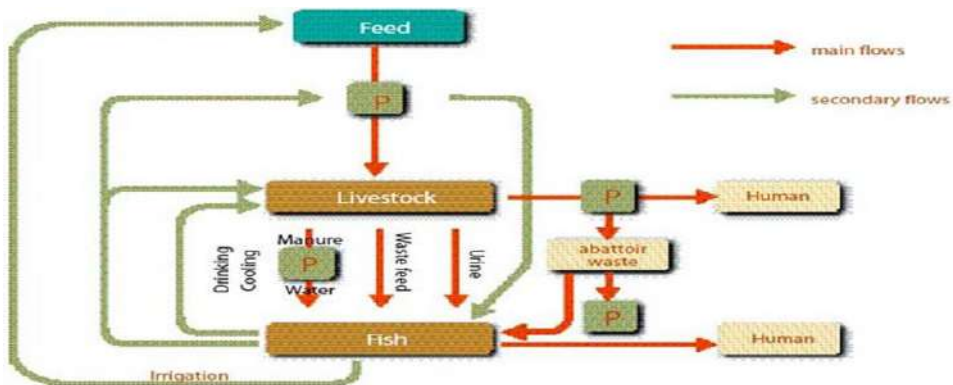 Feed
main flows
P
secondary flows
Livestock
P
Human
Manure
P
Water
Waste feed
Urine
Drinking
Cooling
abattoir
waste
P
Fish
Human
Irrigation